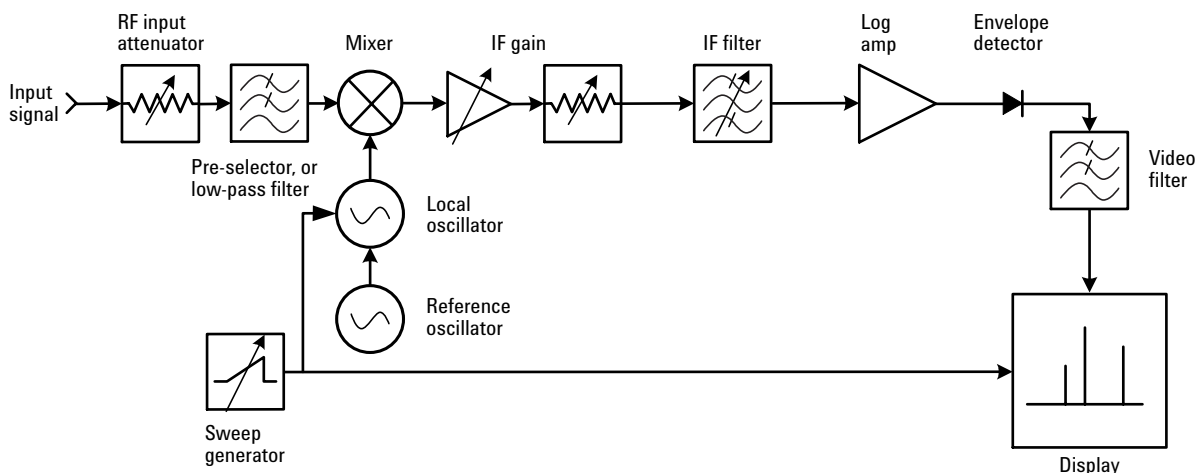 RF input
attenuator
Mixer
IF gain
IF filter
Log
amp
Envelope
detector
Input
signal
Pre-selector, or
low-pass filter
Video
filter
Local
oscillator
Reference
oscillator
Sweep
generator
Display